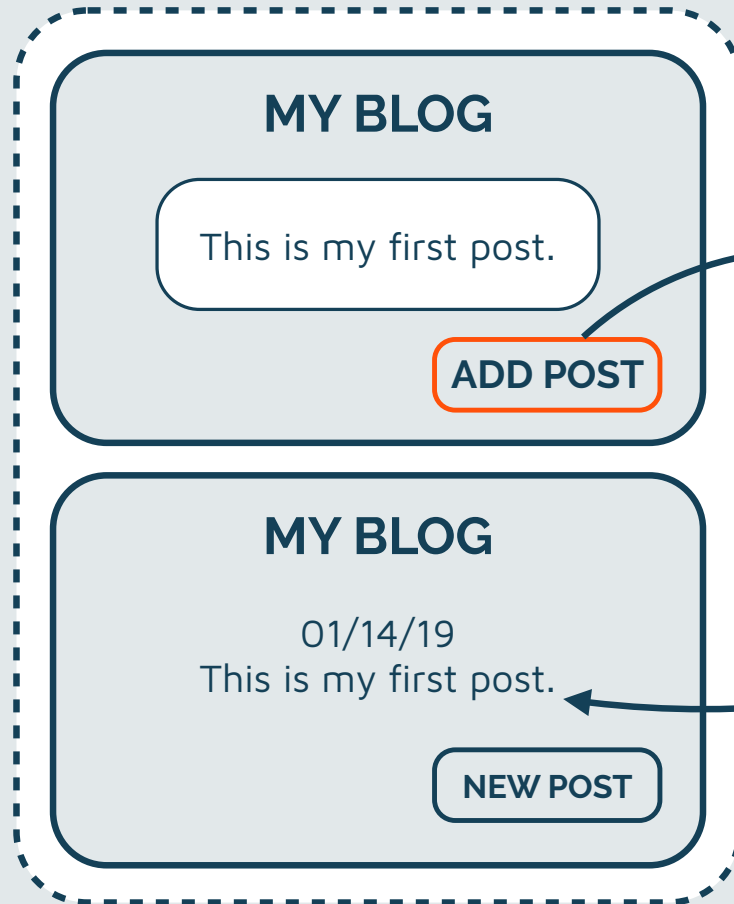 MY BLOG
This is my first post.
ADD POST
MY BLOG
01/14/19
This is my first post.
NEW POST